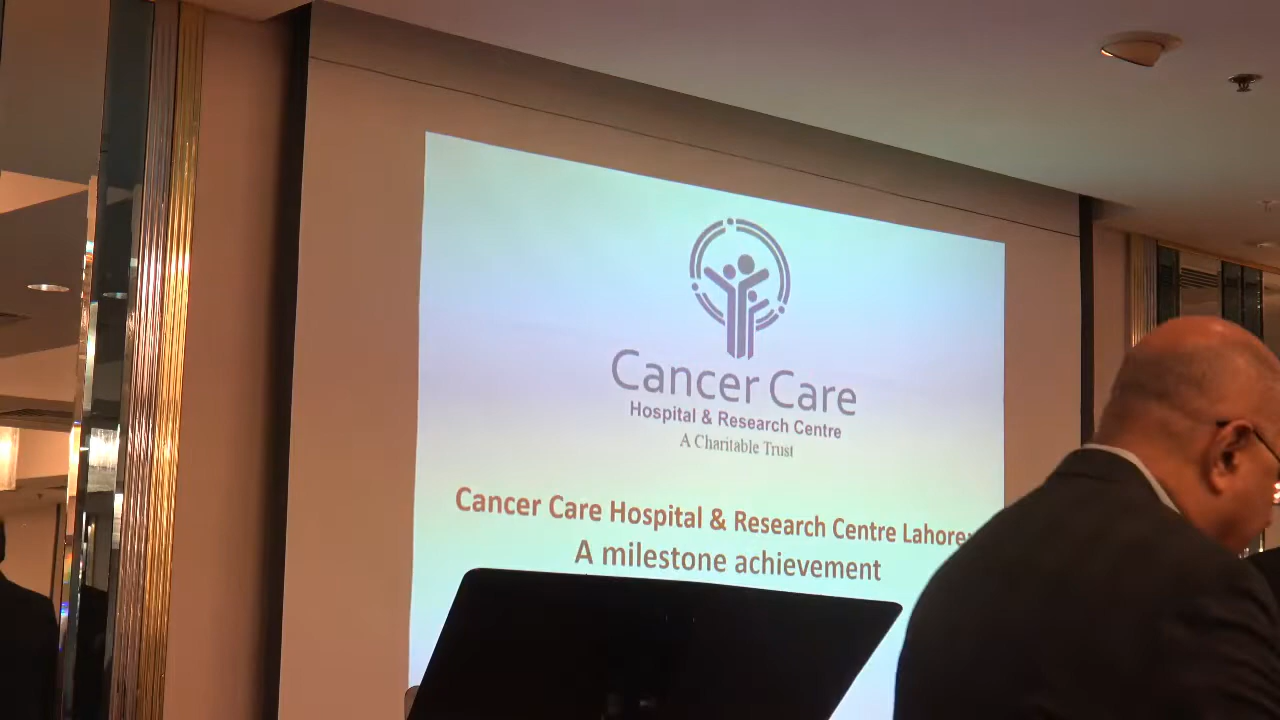 Cancer Care
Hospital & Research Centre
A Charitable Trust
Cancer Care Hospital & Research Centre Lahore:
A milestone achievement